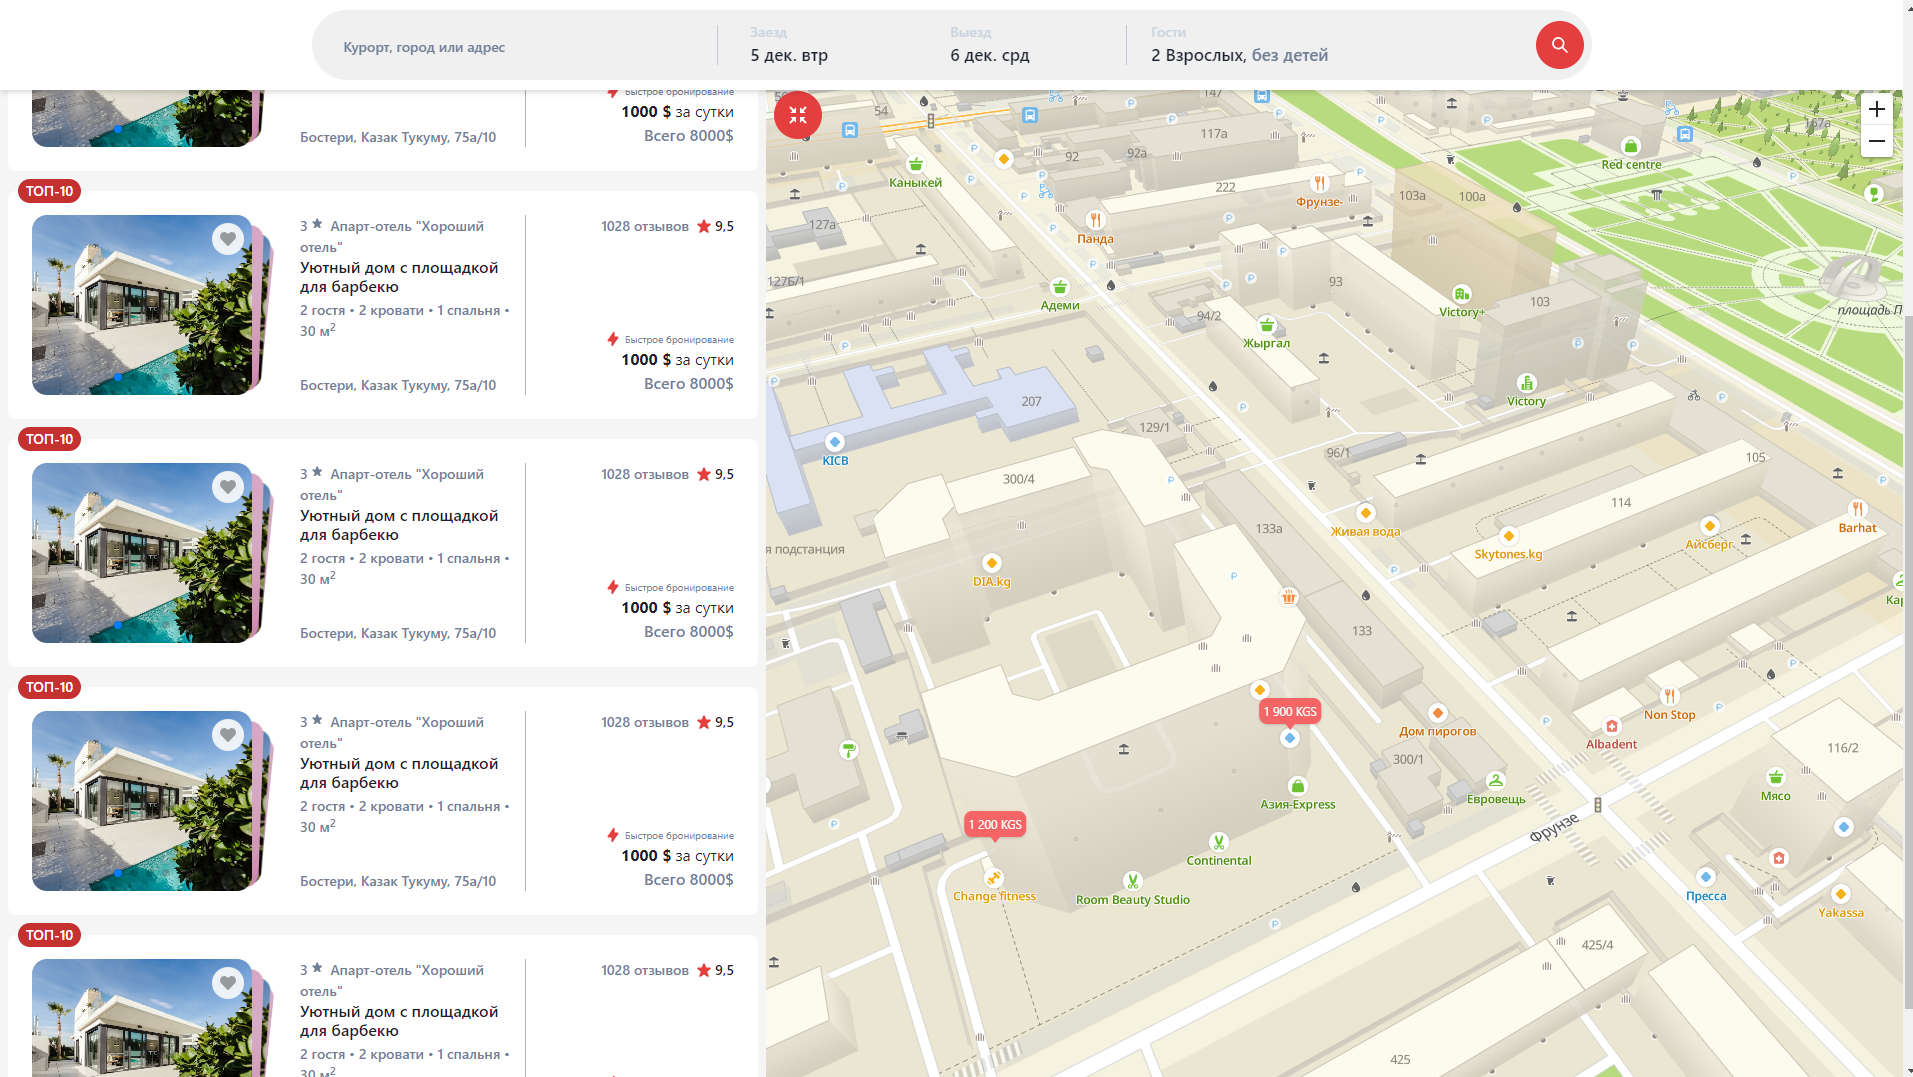 Курорт, город или адрес
Заезд
5 дек. втр
Выезд
6 дек. срд
Гости
2 Взрослых, без детей
Быстрое бронирование
1000 $ за сутки
Бостери, Казак Тукуму, 75а/10
Всего 8000$
ТОП-10
3 Апарт-отель "Хороший
отель"
1028 отзывов 9,5
Уютный дом с площадкой
для барбекю
2 гостя • 2 кровати • 1 спальня •
30 м2
Быстрое бронирование
1000 $ за сутки
Бостери, Казак Тукуму, 75а/10
Всего 8000$
ТОП-10
3 Апарт-отель "Хороший
отель"
1028 отзывов 9,5
Уютный дом с площадкой
для барбекю
2 гостя • 2 кровати • 1 спальня •
30 м2
Быстрое бронирование
1000 $ за сутки
Бостери, Казак Тукуму, 75а/10
Всего 8000$
ТОП-10
3 Апарт-отель "Хороший
отель"
1028 отзывов 9,5
Уютный дом с площадкой
для барбекю
2 гостя • 2 кровати • 1 спальня •
30 м2
Быстрое бронирование
1000 $ за сутки
Бостери, Казак Тукуму, 75а/10
Всего 8000$
ТОП-10
3 Апарт-отель "Хороший
отель"
1028 отзывов 9,5
Уютный дом с площадкой
для барбекю
2 гостя • 2 кровати • 1 спальня •
30 м2
147
54
117а
167а
92
92а
Red centre
Каныкей
222
103а
100а
Фрунзе-
127а
Панда
127Б/1
93
Адеми
103
Victory+
площадь П
94/2
Жыргал
207
Victory
129/1
KICB
96/1
105
300/4
114
133а
Живая вода
Barhat
Айсберг
Skytones.kg
я подстанция
DIA.kg
Кар
133
1 900 KGS
Non Stop
Дом пирогов
Albadent
116/2
300/1
Евровещь
Мясо
Азия-Express
1 200 KGS
Фрунзе
Continental
Change fitness
Room Beauty Studio
Пресса
Yakassa
425/4
425